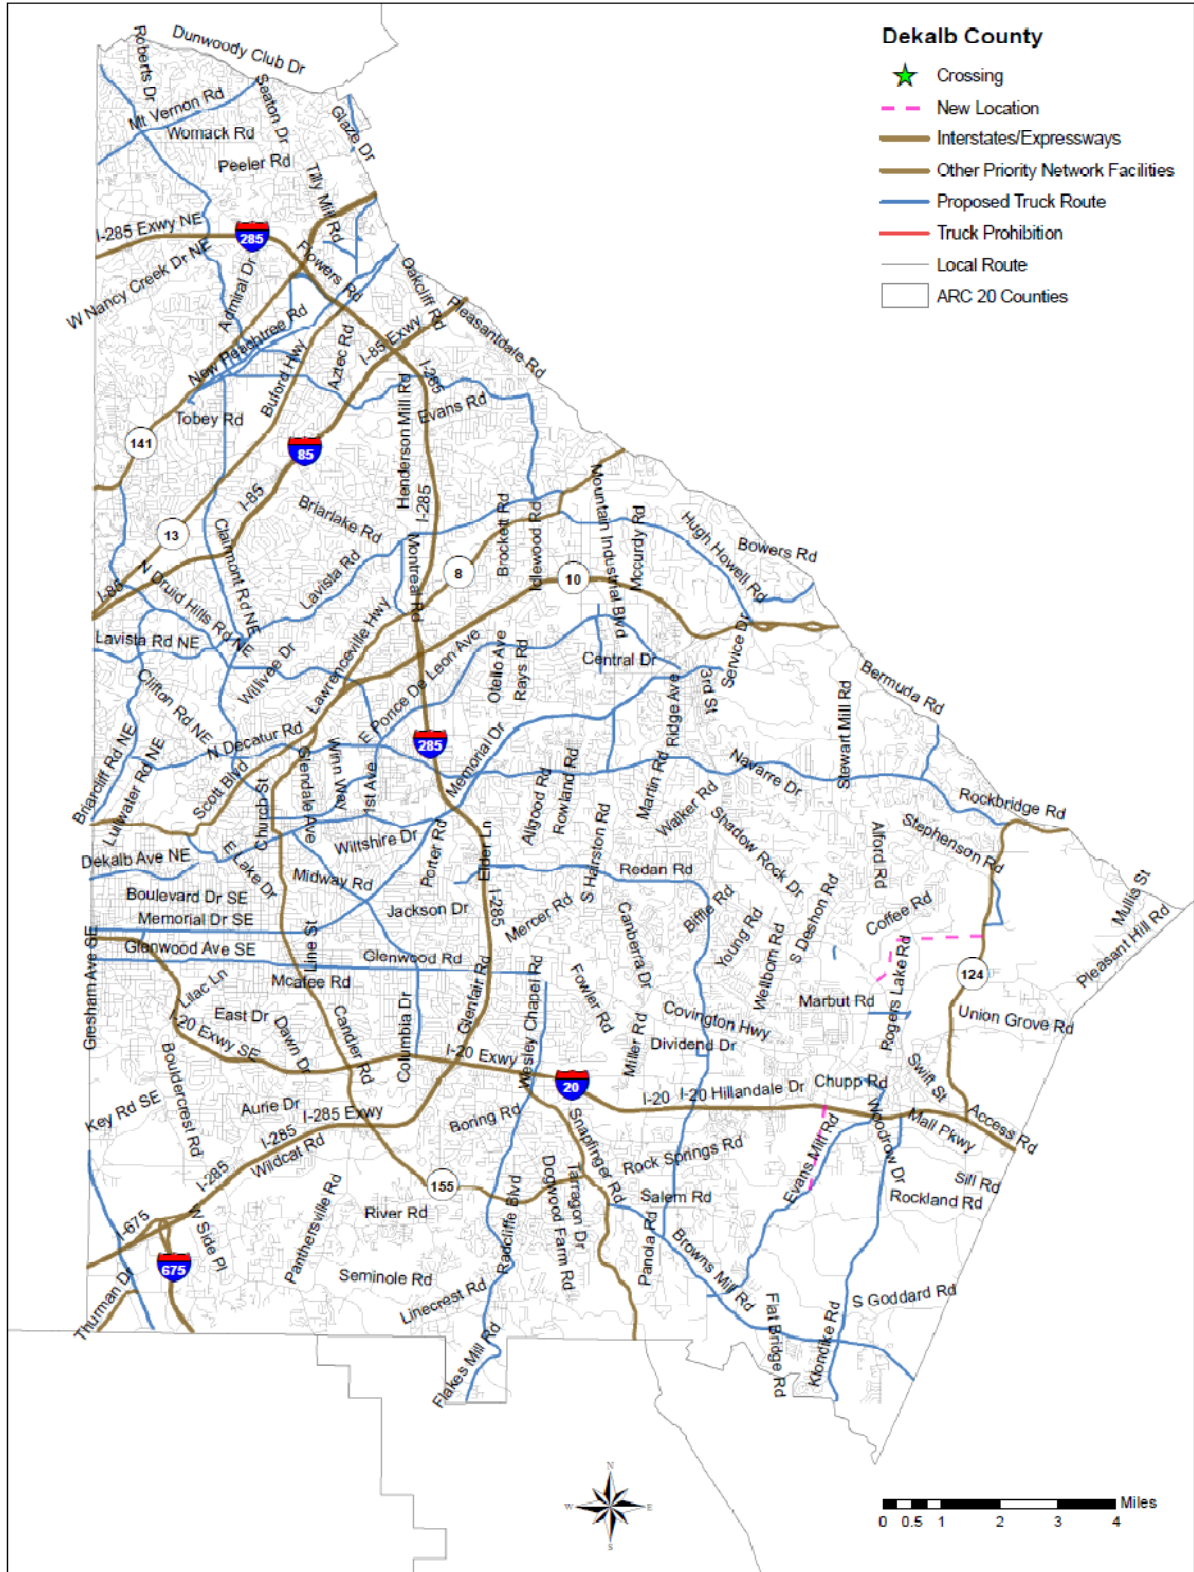 Dekalb County
Crossing
New Location
Interstates/Expressways
Other Priority Network Facilities
Proposed Truck Route
Truck Prohibition
Local Route
ARC 20 Counties
Dunwoody Club Dr
Roberts Dr
Mt Vernon Rd
Seaton Dr
Glaze Dr
Womack Rd
Peeler Rd
Tilly Mill Rd
I-285 Exwy NE
285
W Nancy Creek Dr NE
Admiral Dr
Flowers Rd
Oakcliff Rd
Pleasantdale Rd
New Peachtree Rd
Buford Hwy
Aztec Rd
I-85 Exwy
I-285
Henderson Mill Rd
Evans Rd
Tobey Rd
141
85
I-85
I-285
Briarlake Rd
13
Clairmont Rd NE
Brockett Rd
Idlewood Rd
Mountain Industrial Blvd
Mccurdy Rd
Hugh Howell Rd
Bowers Rd
Montreal Rd
8
10
I-85
N Druid Hills Rd NE
Lavista Rd
Lavista Rd NE
Lawrenceville Hwy
Willivee Dr
E Ponce De Leon Ave
Otello Ave
Rays Rd
Central Dr
Service Dr
3rd St
Ridge Ave
Bermuda Rd
Stewart Mill Rd
Clifton Rd NE
N Decatur Rd
285
Memorial Dr
Navarre Dr
Rockbridge Rd
Briarcliff Rd NE
Lulwater Rd NE
Scott Blvd
Church St
Glendale Ave
Winn Way
1st Ave
Allgood Rd
Rowland Rd
Martin Rd
Walker Rd
Shadow Rock Dr
Stephenson Rd
Alford Rd
Wiltshire Dr
Porter Rd
Elder Ln
S Hairston Rd
Dekalb Ave NE
E Lake Dr
Midway Rd
Redan Rd
Mullis St
Boulevard Dr SE
Jackson Dr
I-285
Mercer Rd
Canberra Dr
Biffle Rd
Young Rd
S Deshon Rd
Coffee Rd
Pleasant Hill Rd
Memorial Dr SE
Gresham Ave SE
Glenwood Ave SE
Line St
Glenwood Rd
Wellborn Rd
Rogers Lake Rd
124
Mcafee Rd
Lilac Ln
Glenfair Rd
Wesley Chapel Rd
Fowler Rd
Marbut Rd
Union Grove Rd
East Dr
Dawn Dr
Candler Rd
Columbia Dr
Covington Hwy
Miller Rd
Dividend Dr
I-20 Exwy SE
I-20 Exwy
20
I-20
I-20 Hillandale Dr
Chupp Rd
Swift St
Bouldercrest Rd
Key Rd SE
Aurie Dr
I-285 Exwy
Boring Rd
Snapfinger Rd
Woodrow Dr
Mall Pkwy
Access Rd
I-285
Wildcat Rd
Rock Springs Rd
Evans Mill Rd
I-285
155
Dogwood Farm Rd
Tarragon Dr
Salem Rd
Sill Rd
Rockland Rd
I-675
W Side Pl
Panthersville Rd
River Rd
Radcliffe Blvd
Panola Rd
Browns Mill Rd
675
Seminole Rd
Linecrest Rd
S Goddard Rd
Thurman Dr
Flakes Mill Rd
Flat Bridge Rd
Klondike Rd
N
W
E
S
Miles
0 0.5 1 2 3 4